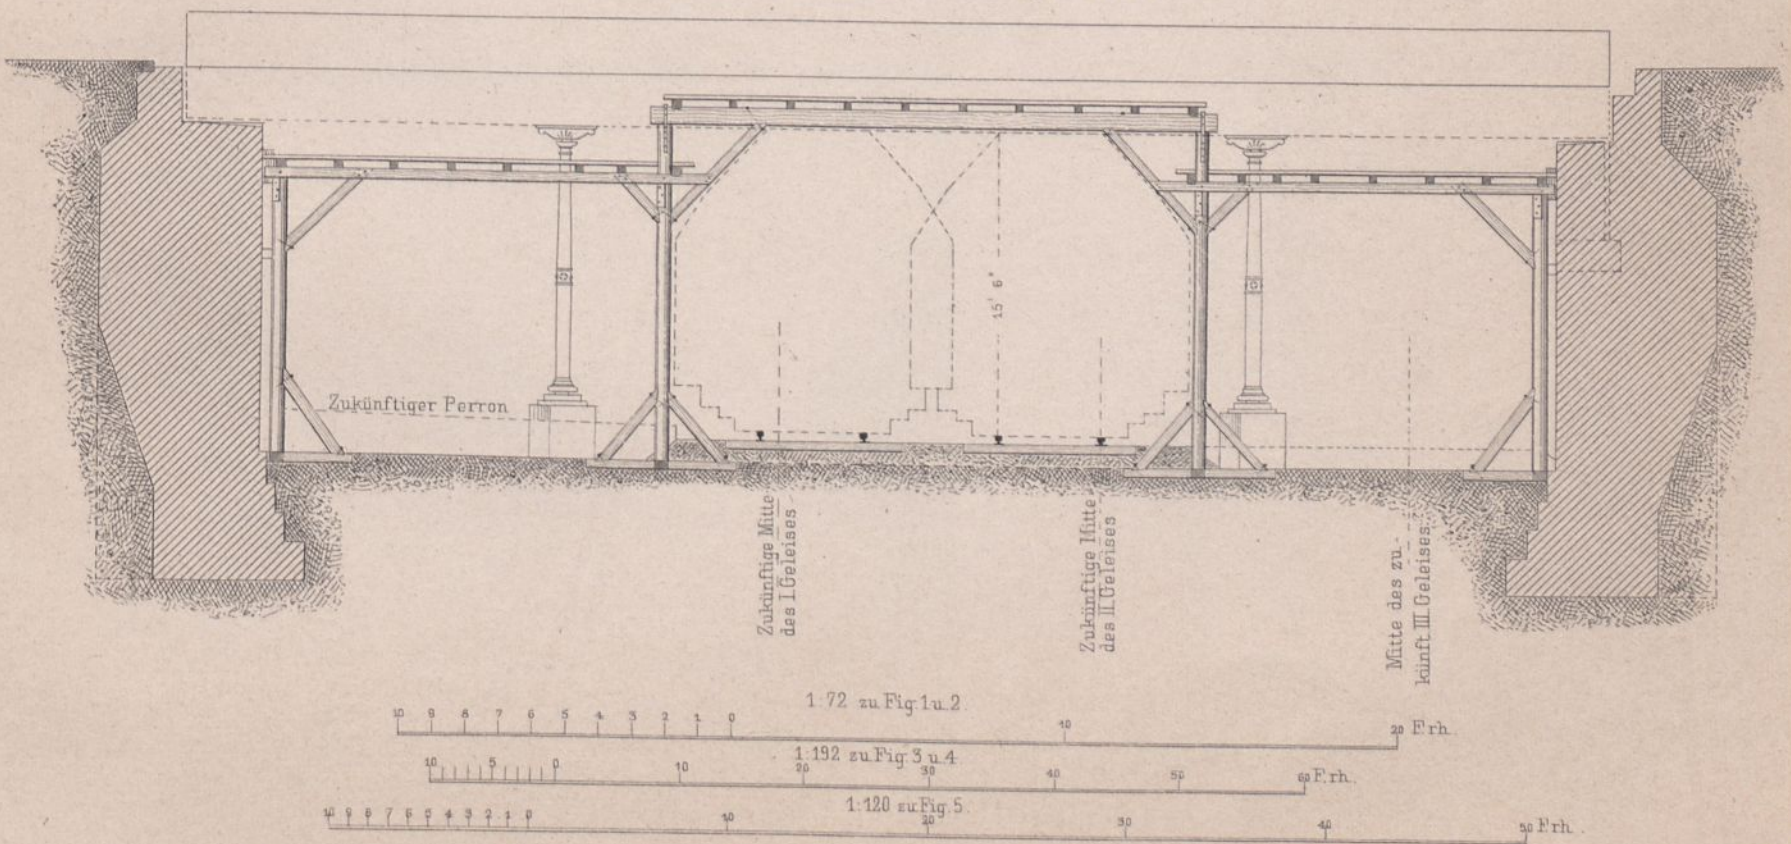 Zukünftiger Perron
15' 6"
Zukünftige Mitte
des I Geleises
Zukünftige Mitte
des II Geleises
Mitte des zu-
künft III Geleises.
1:72 zu Fig. 1 u. 2.
10 9 8 7 6 5 4 3 2 1 0 10 20 F. rh.
1:192 zu Fig. 3 u. 4.
10 5 0 10 20 30 40 50 60 F. rh.
1:120 zu Fig. 5.
10 9 8 7 6 5 4 3 2 1 0 10 20 30 40 50 F. rh.